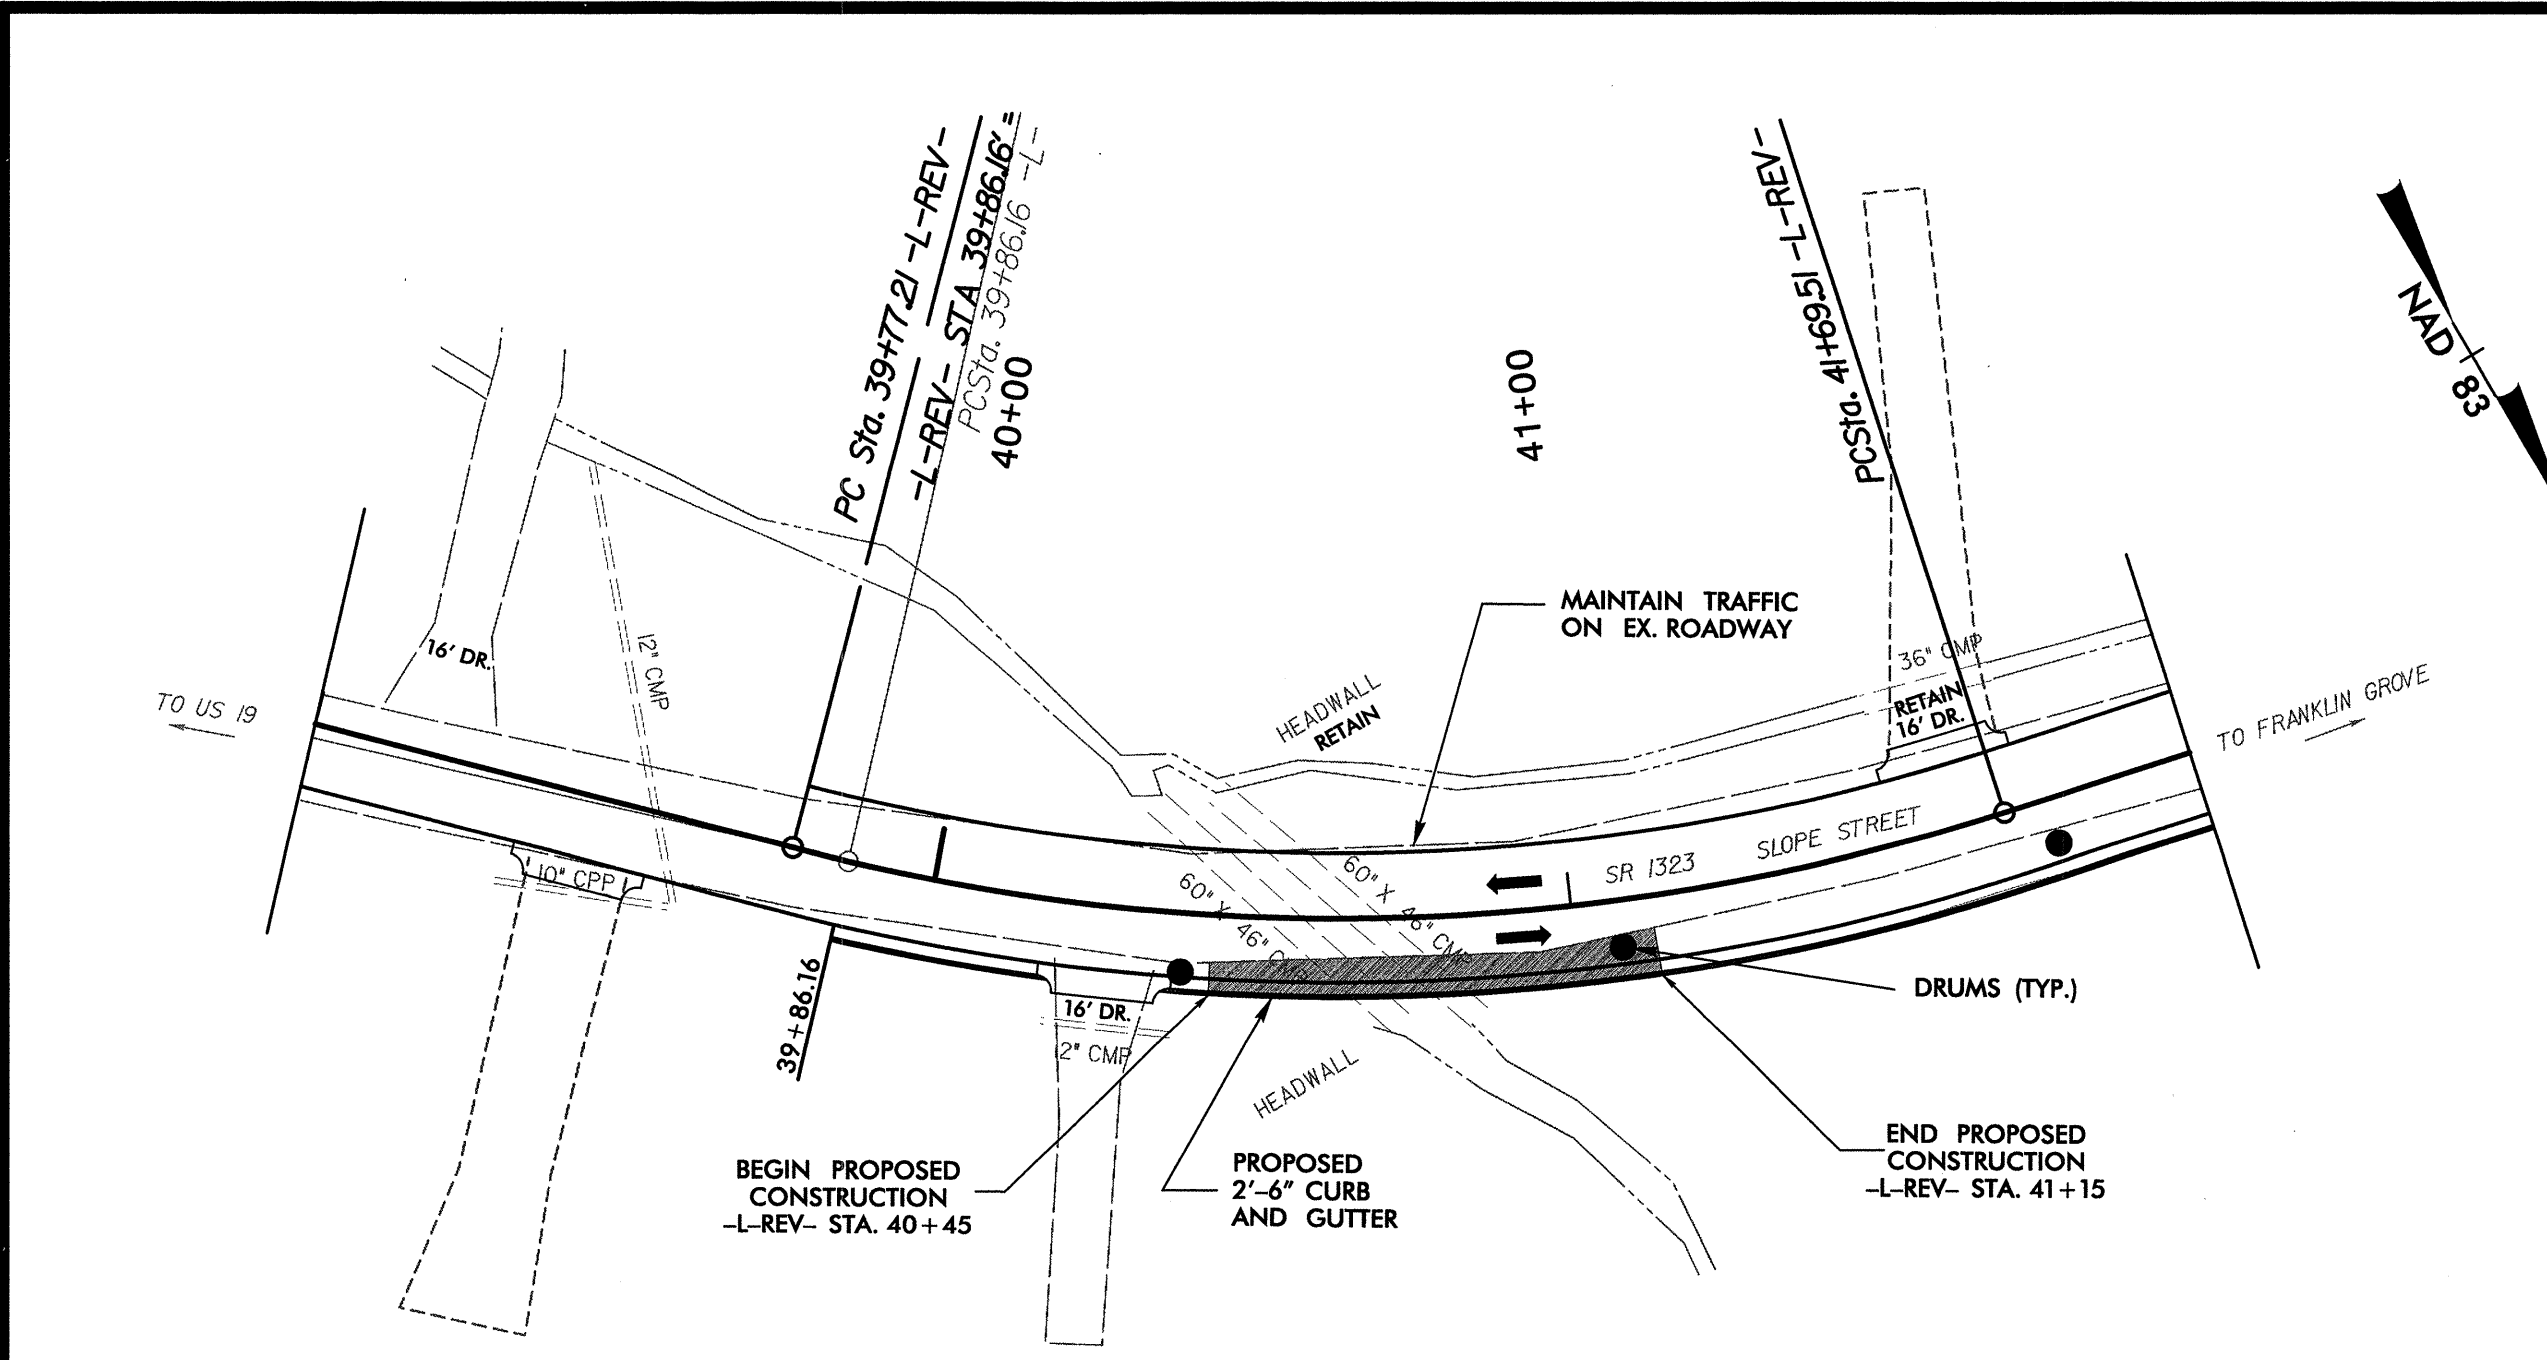 PC Sta. 39+77.21 -L-REV-
-L-REV- STA 39+86.16' =
PCSta. 39+86.16 -L-
40+00
41+00
PCSta. 41+69.51 -L-REV-
NAD 83
MAINTAIN TRAFFIC
ON EX. ROADWAY
16' DR.
12" CMP
36" CMP
RETAIN
16' DR.
HEADWALL
RETAIN
TO US 19
TO FRANKLIN GROVE
SR 1323 SLOPE STREET
10" CPP
60" X 46" CMP
60" X 46" CMP
39+86.16
16' DR.
2" CMP
HEADWALL
DRUMS (TYP.)
BEGIN PROPOSED
CONSTRUCTION
-L-REV- STA. 40+45
PROPOSED
2'-6" CURB
AND GUTTER
END PROPOSED
CONSTRUCTION
-L-REV- STA. 41+15